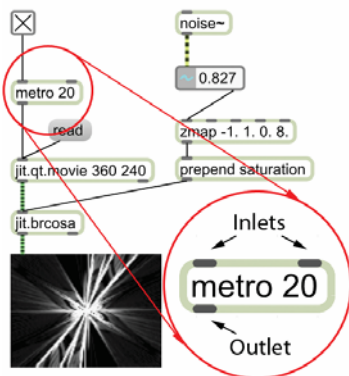 noise~
0.827
metro 20
read
zmap -1. 1. 0. 8.
jit.qt.movie 360 240
prepend saturation
jit.brcosa
Inlets
metro 20
Outlet